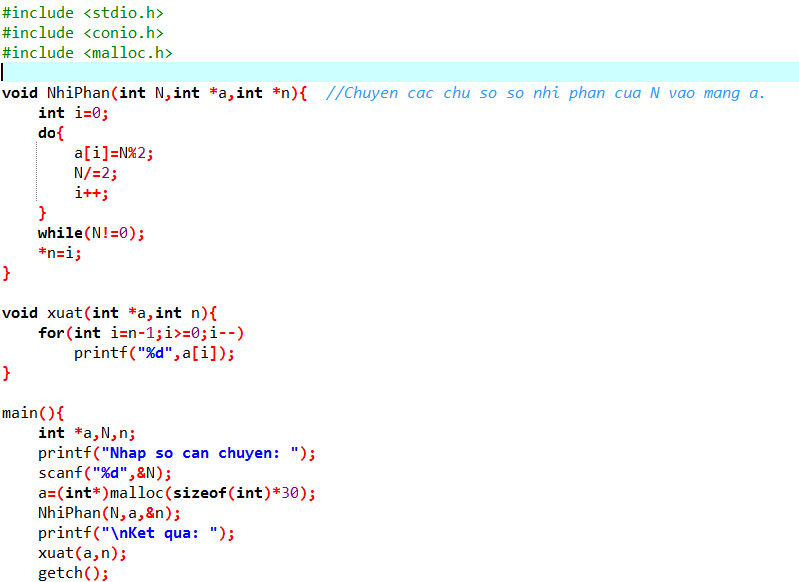 #include <stdio.h>
#include <conio.h>
#include <malloc.h>
void NhiPhan(int N,int *a,int *n){  //Chuyen cac chu so so nhi phan cua N vao mang a.
    int i=0;
    do{
        a[i]=N%2;
        N/=2;
        i++;
    }
    while(N!=0);
    *n=i;
}
void xuat(int *a,int n){
    for(int i=n-1;i>=0;i--)
        printf("%d",a[i]);
}
main(){
    int *a,N,n;
    printf("Nhap so can chuyen: ");
    scanf("%d",&N);
    a=(int*)malloc(sizeof(int)*30);
    NhiPhan(N,a,&n);
    printf("\nKet qua: ");
    xuat(a,n);
    getch();